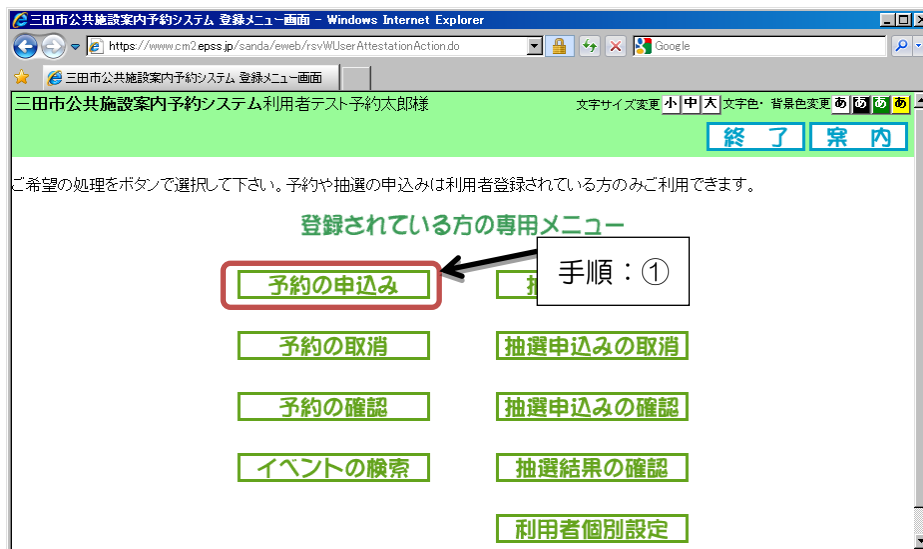 三田市公共施設案内予約システム 登録メニュー画面 - Windows Internet Explorer
https://www.cm2.epss.jp/sanda/eweb/rsvWUserAttestationAction.do
Google
三田市公共施設案内予約システム 登録メニュー画面
三田市公共施設案内予約システム利用者テスト予約太郎様 文字サイズ変更 小 中 大 文字色・背景色変更 あ あ あ あ
終 了 案 内
ご希望の処理をボタンで選択して下さい。予約や抽選の申込みは利用者登録されている方のみご利用できます。
登録されている方の専用メニュー
手順：①
予約の申込み
予約の取消 抽選申込みの取消
予約の確認 抽選申込みの確認
イベントの検索 抽選結果の確認
利用者個別設定